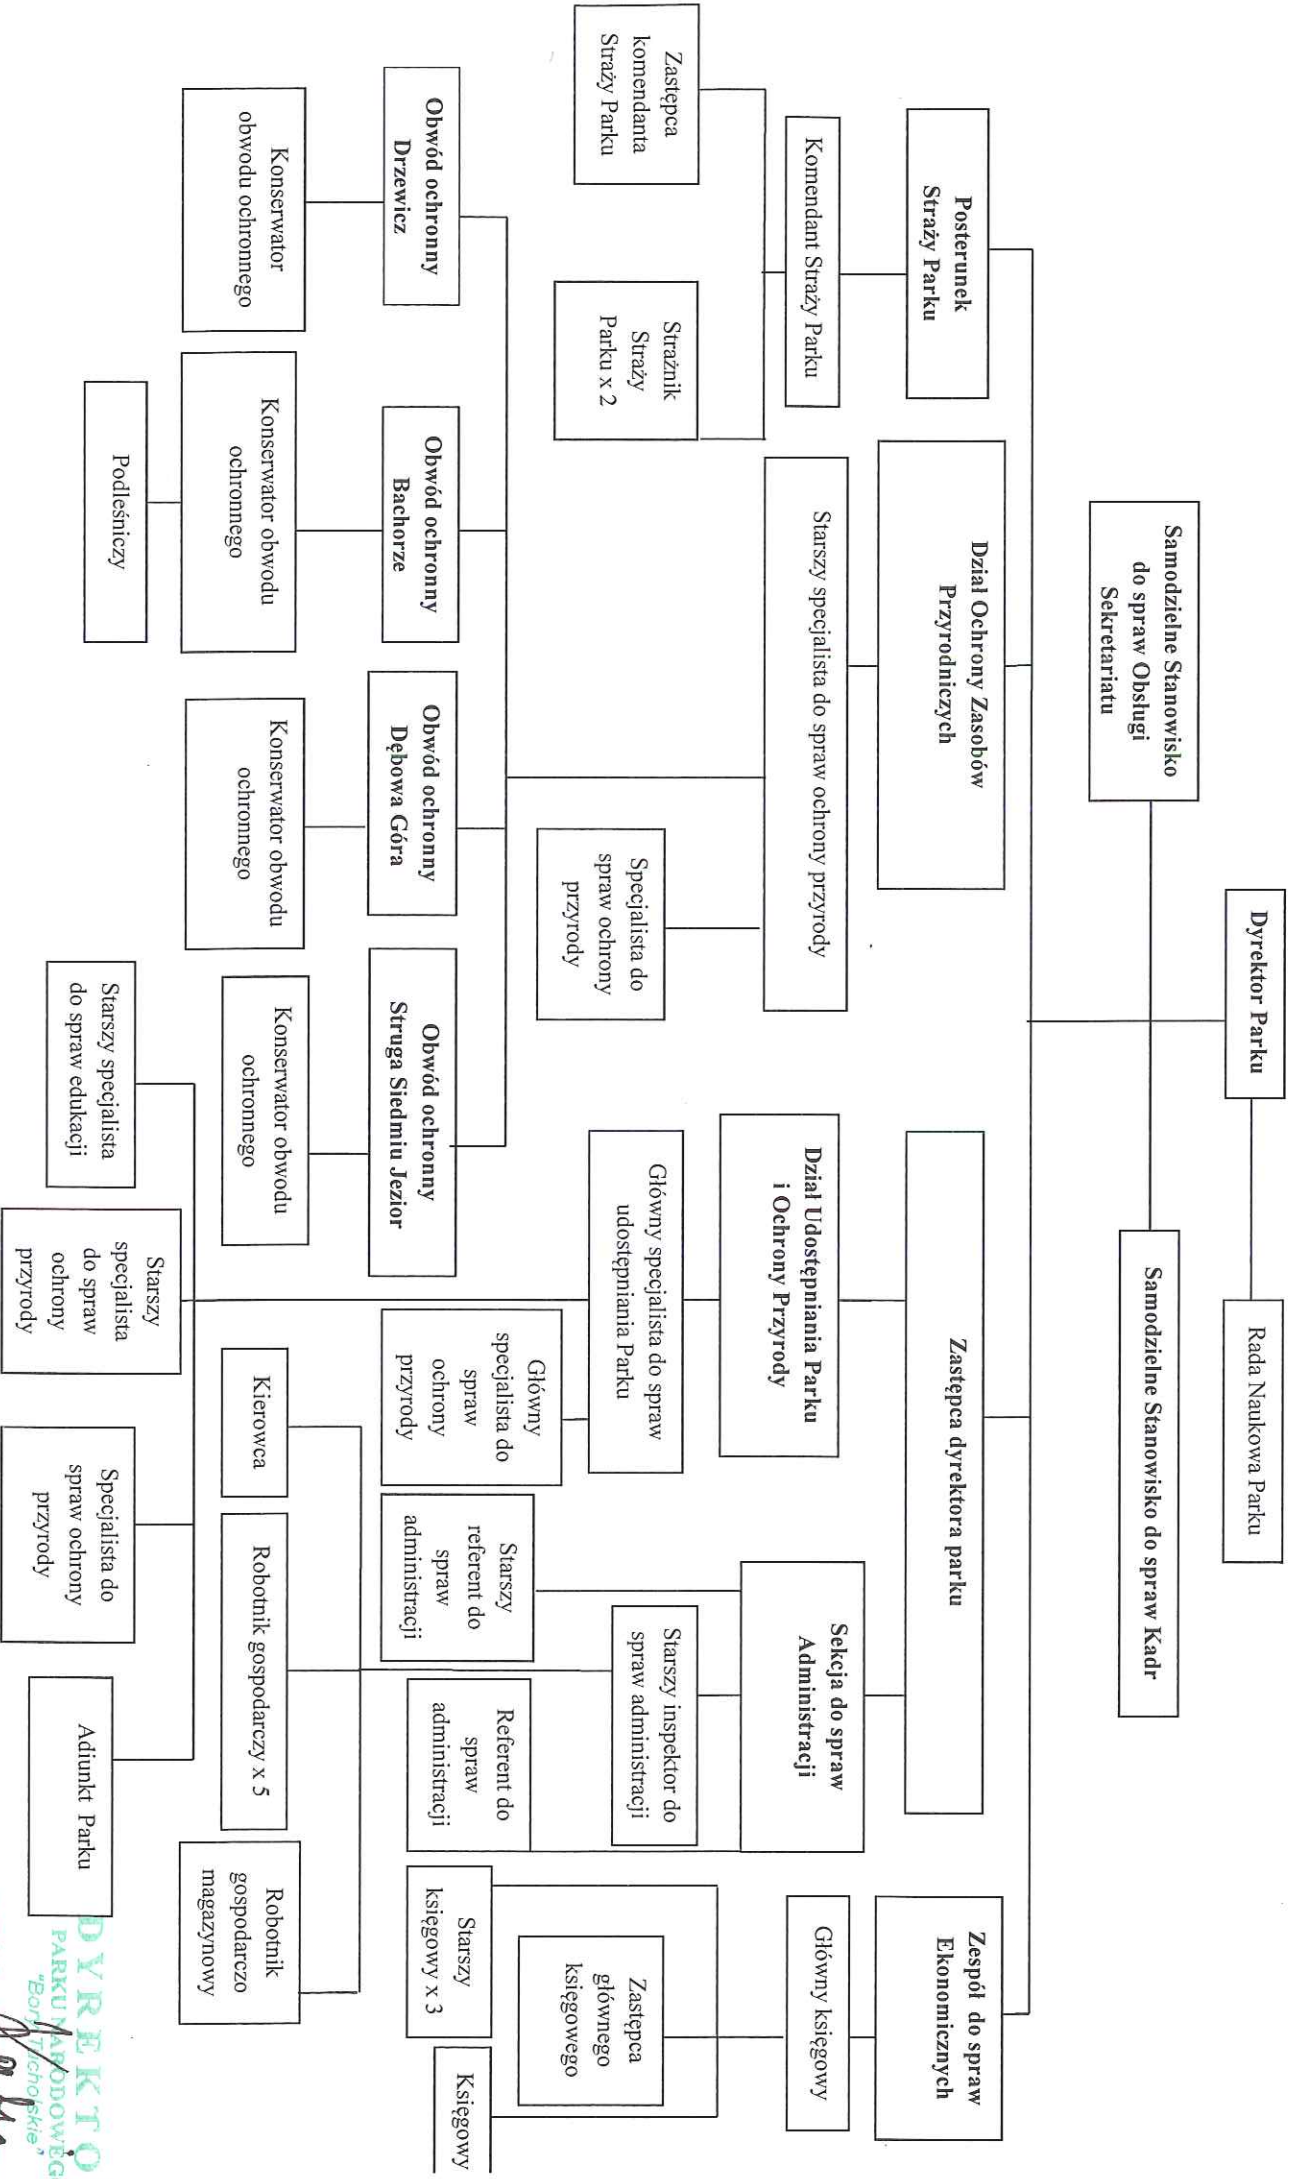 Dyrektor Parku
Rada Naukowa Parku
Samodzielne Stanowisko
do spraw Obsługi
Sekretariatu
Samodzielne Stanowisko do spraw Kadr
Posterunek
Straży Parku
Komendant Straży Parku
Zastępca
komendanta
Straży Parku
Strażnik
Straży
Parku x 2
Dział Ochrony Zasobów
Przyrodniczych
Starszy specjalista do spraw ochrony przyrody
Specjalista do
spraw ochrony
przyrody
Obwód ochronny
Drzewicz
Konserwator
obwodu ochronnego
Obwód ochronny
Bachorze
Konserwator obwodu
ochronnego
Podleśniczy
Obwód ochronny
Dębowa Góra
Konserwator obwodu
ochronnego
Obwód ochronny
Struga Siedmiu Jezior
Konserwator obwodu
ochronnego
Zastępca dyrektora parku
Dział Udostępniania Parku
i Ochrony Przyrody
Główny specjalista do spraw
udostępniania Parku
Główny
specjalista do
spraw
ochrony
przyrody
Starszy specjalista
do spraw edukacji
Starszy
specjalista
do spraw
ochrony
przyrody
Specjalista do
spraw ochrony
przyrody
Adiunkt Parku
Sekcja do spraw
Administracji
Starszy inspektor do
spraw administracji
Starszy
referent do
spraw
administracji
Referent do
spraw
administracji
Kierowca
Robotnik gospodarczy x 5
Robotnik
gospodarczo
magazynowy
Zespół do spraw
Ekonomicznych
Główny księgowy
Zastępca
głównego
księgowego
Starszy
księgowy x 3
Księgowy
DYREKTO
PARKU NARODOWEG
"Bory Tucholskie"